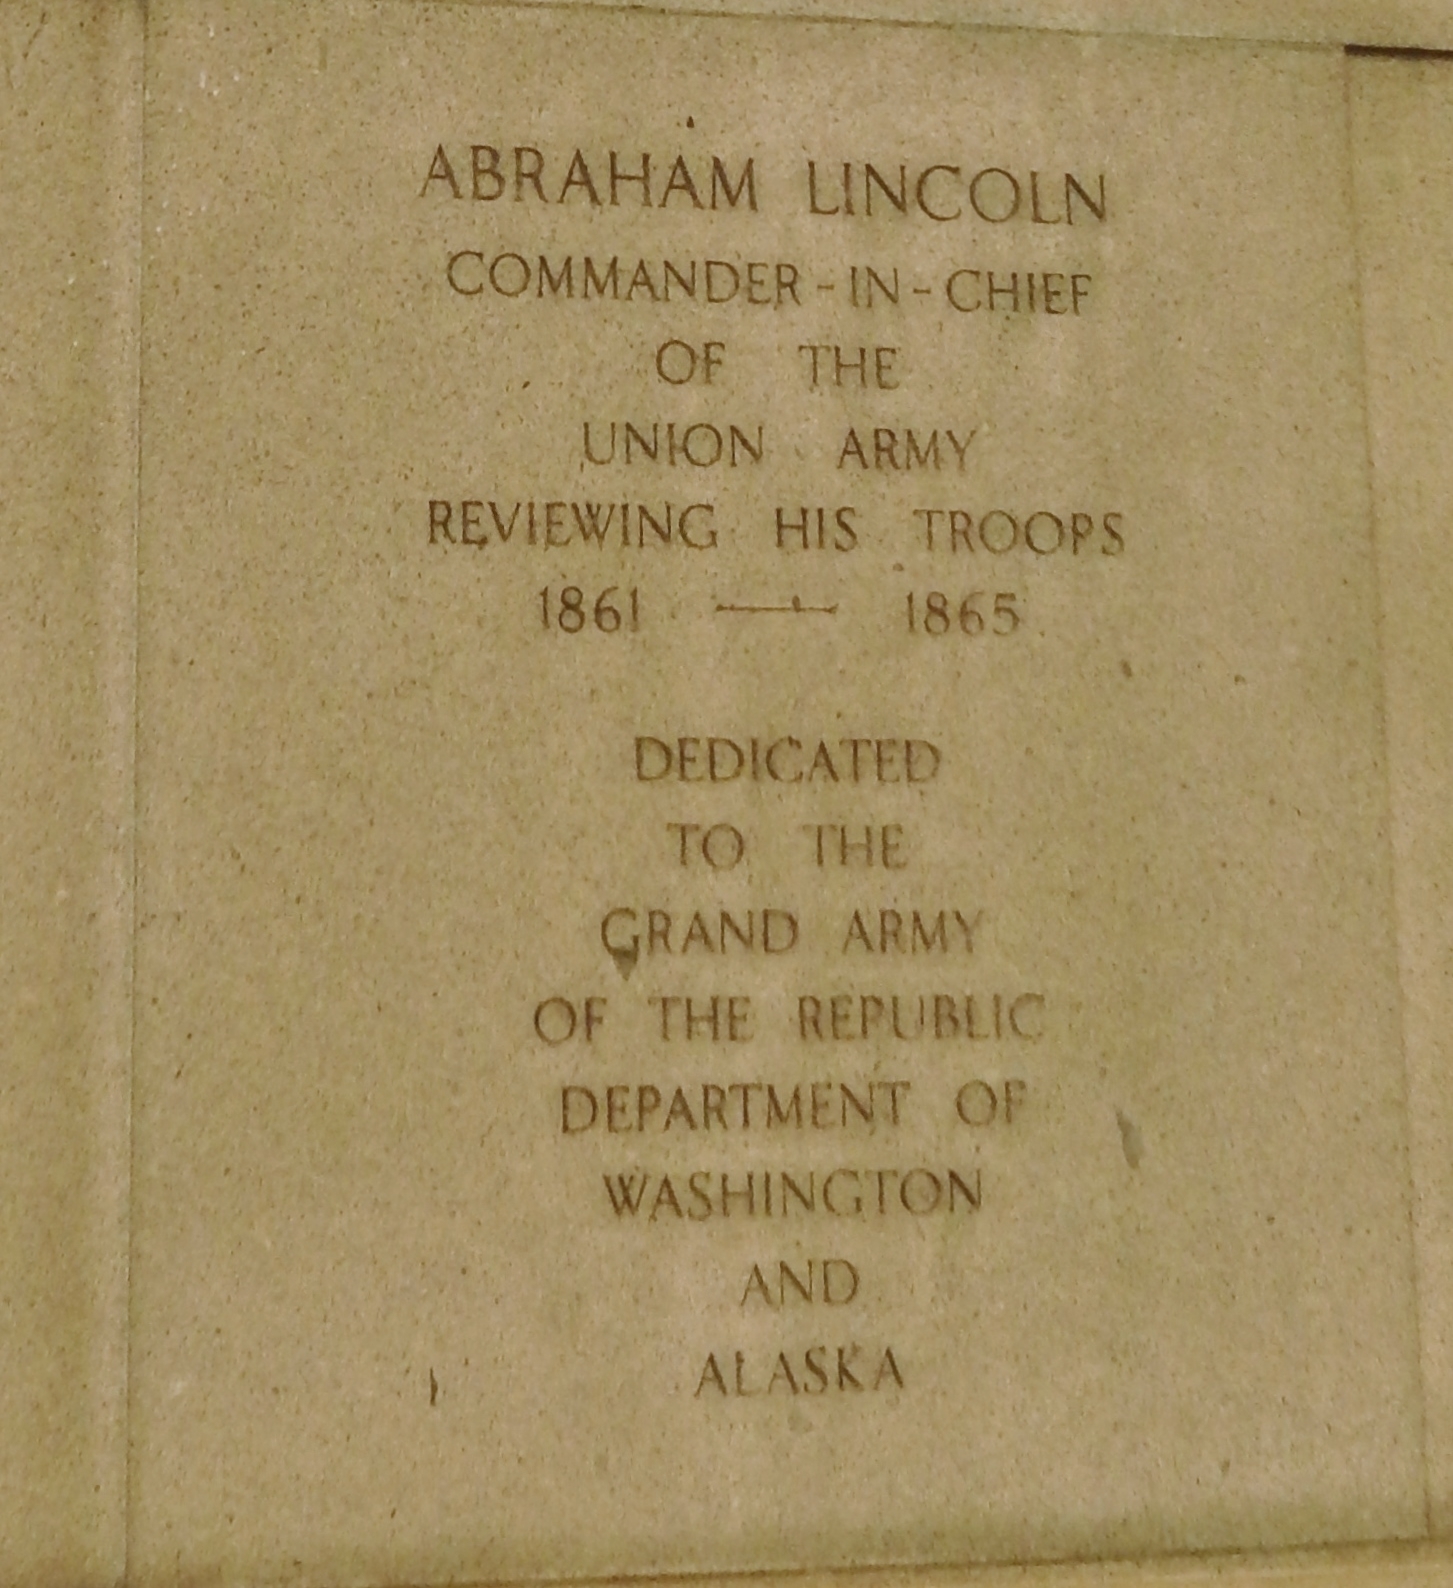 ABRAHAM LINCOLN
COMMANDER-IN-CHIEF
OF THE
UNION ARMY
REVIEWING HIS TROOPS
1861 — 1865
DEDICATED
TO THE
GRAND ARMY
OF THE REPUBLIC
DEPARTMENT OF
WASHINGTON
AND
ALASKA